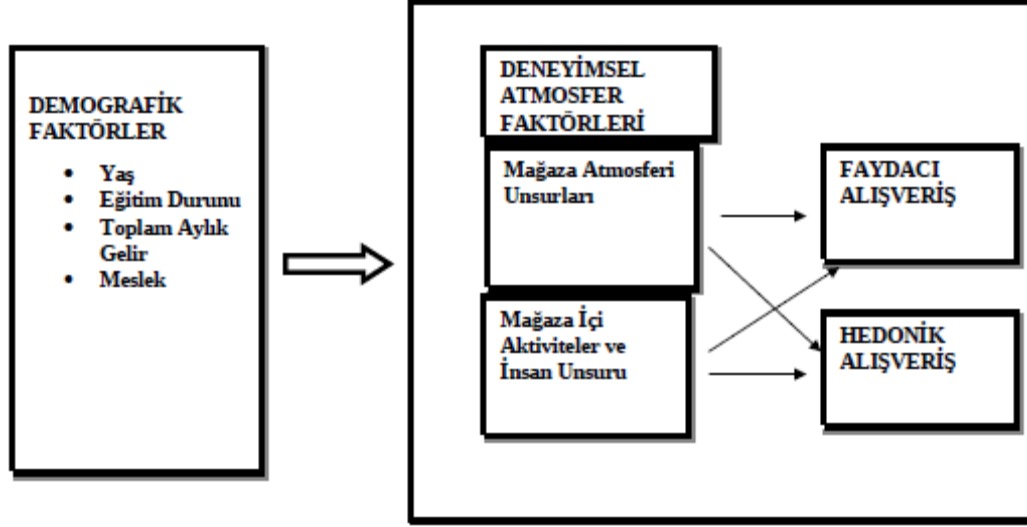 DEMOGRAFİK
FAKTÖRLER
• Yaş
• Eğitim Durunu
• Toplam Aylık
Gelir
• Meslek
DENEYİMSEL
ATMOSFER
FAKTÖRLERİ
Mağaza Atmosferi
Unsurları
Mağaza İçi
Aktiviteler ve
İnsan Unsuru
FAYDACI
ALIŞVERİŞ
HEDONİK
ALIŞVERİŞ